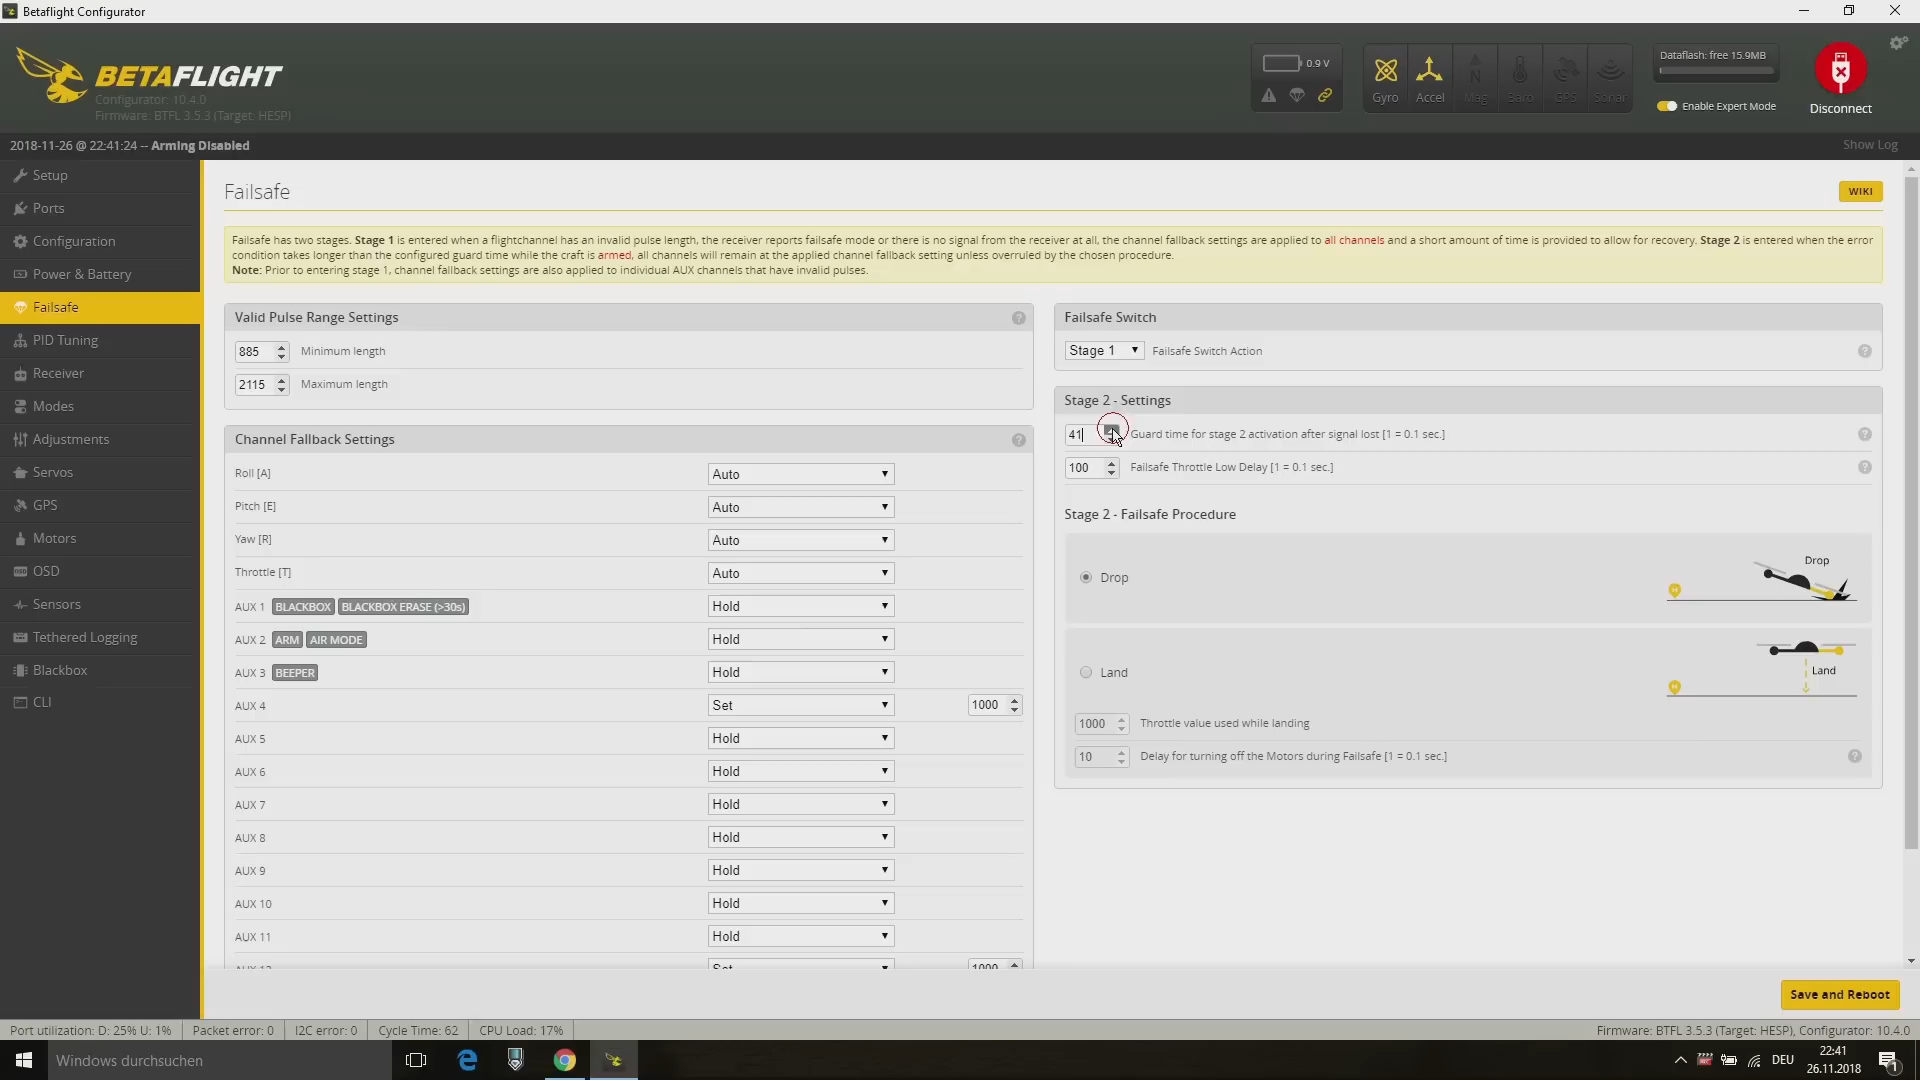 Betaflight Configurator
BETAFLIGHT
Configurator: 10.4.0
Firmware: BTFL 3.5.3 (Target: HESP)
0.9 V
Gyro
Accel
Mag
Baro
GPS
Sonar
Dataflash: free 15.9MB
Enable Expert Mode
Disconnect
2018-11-26 @ 22:41:24 -- Arming Disabled
Show Log
Setup
Ports
Configuration
Power & Battery
Failsafe
PID Tuning
Receiver
Modes
Adjustments
Servos
GPS
Motors
OSD
Sensors
Tethered Logging
Blackbox
CLI
Failsafe
WIKI
Failsafe has two stages. Stage 1 is entered when a flightchannel has an invalid pulse length, the receiver reports failsafe mode or there is no signal from the receiver at all, the channel fallback settings are applied to all channels and a short amount of time is provided to allow for recovery. Stage 2 is entered when the error
condition takes longer than the configured guard time while the craft is armed, all channels will remain at the applied channel fallback setting unless overruled by the chosen procedure.
Note: Prior to entering stage 1, channel fallback settings are also applied to individual AUX channels that have invalid pulses.
Valid Pulse Range Settings
885 Minimum length
2115 Maximum length
Channel Fallback Settings
Roll [A] Auto
Pitch [E] Auto
Yaw [R] Auto
Throttle [T] Auto
AUX 1 BLACKBOX BLACKBOX ERASE (>30s) Hold
AUX 2 ARM AIR MODE Hold
AUX 3 BEEPER Hold
AUX 4 Set 1000
AUX 5 Hold
AUX 6 Hold
AUX 7 Hold
AUX 8 Hold
AUX 9 Hold
AUX 10 Hold
AUX 11 Hold
AUX 12 Set 1000
Failsafe Switch
Stage 1 Failsafe Switch Action
Stage 2 - Settings
41 Guard time for stage 2 activation after signal lost [1 = 0.1 sec.]
100 Failsafe Throttle Low Delay [1 = 0.1 sec.]
Stage 2 - Failsafe Procedure
Drop
Drop
Land
Land
1000 Throttle value used while landing
10 Delay for turning off the Motors during Failsafe [1 = 0.1 sec.]
Save and Reboot
Port utilization: D: 25% U: 1%
Packet error: 0
I2C error: 0
Cycle Time: 62
CPU Load: 17%
Firmware: BTFL 3.5.3 (Target: HESP), Configurator: 10.4.0
Windows durchsuchen
DEU
22:41
26.11.2018
1